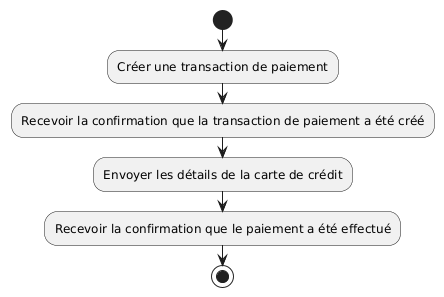 Créer une transaction de paiement
Recevoir la confirmation que la transaction de paiement a été créé
Envoyer les détails de la carte de crédit
Recevoir la confirmation que le paiement a été effectué